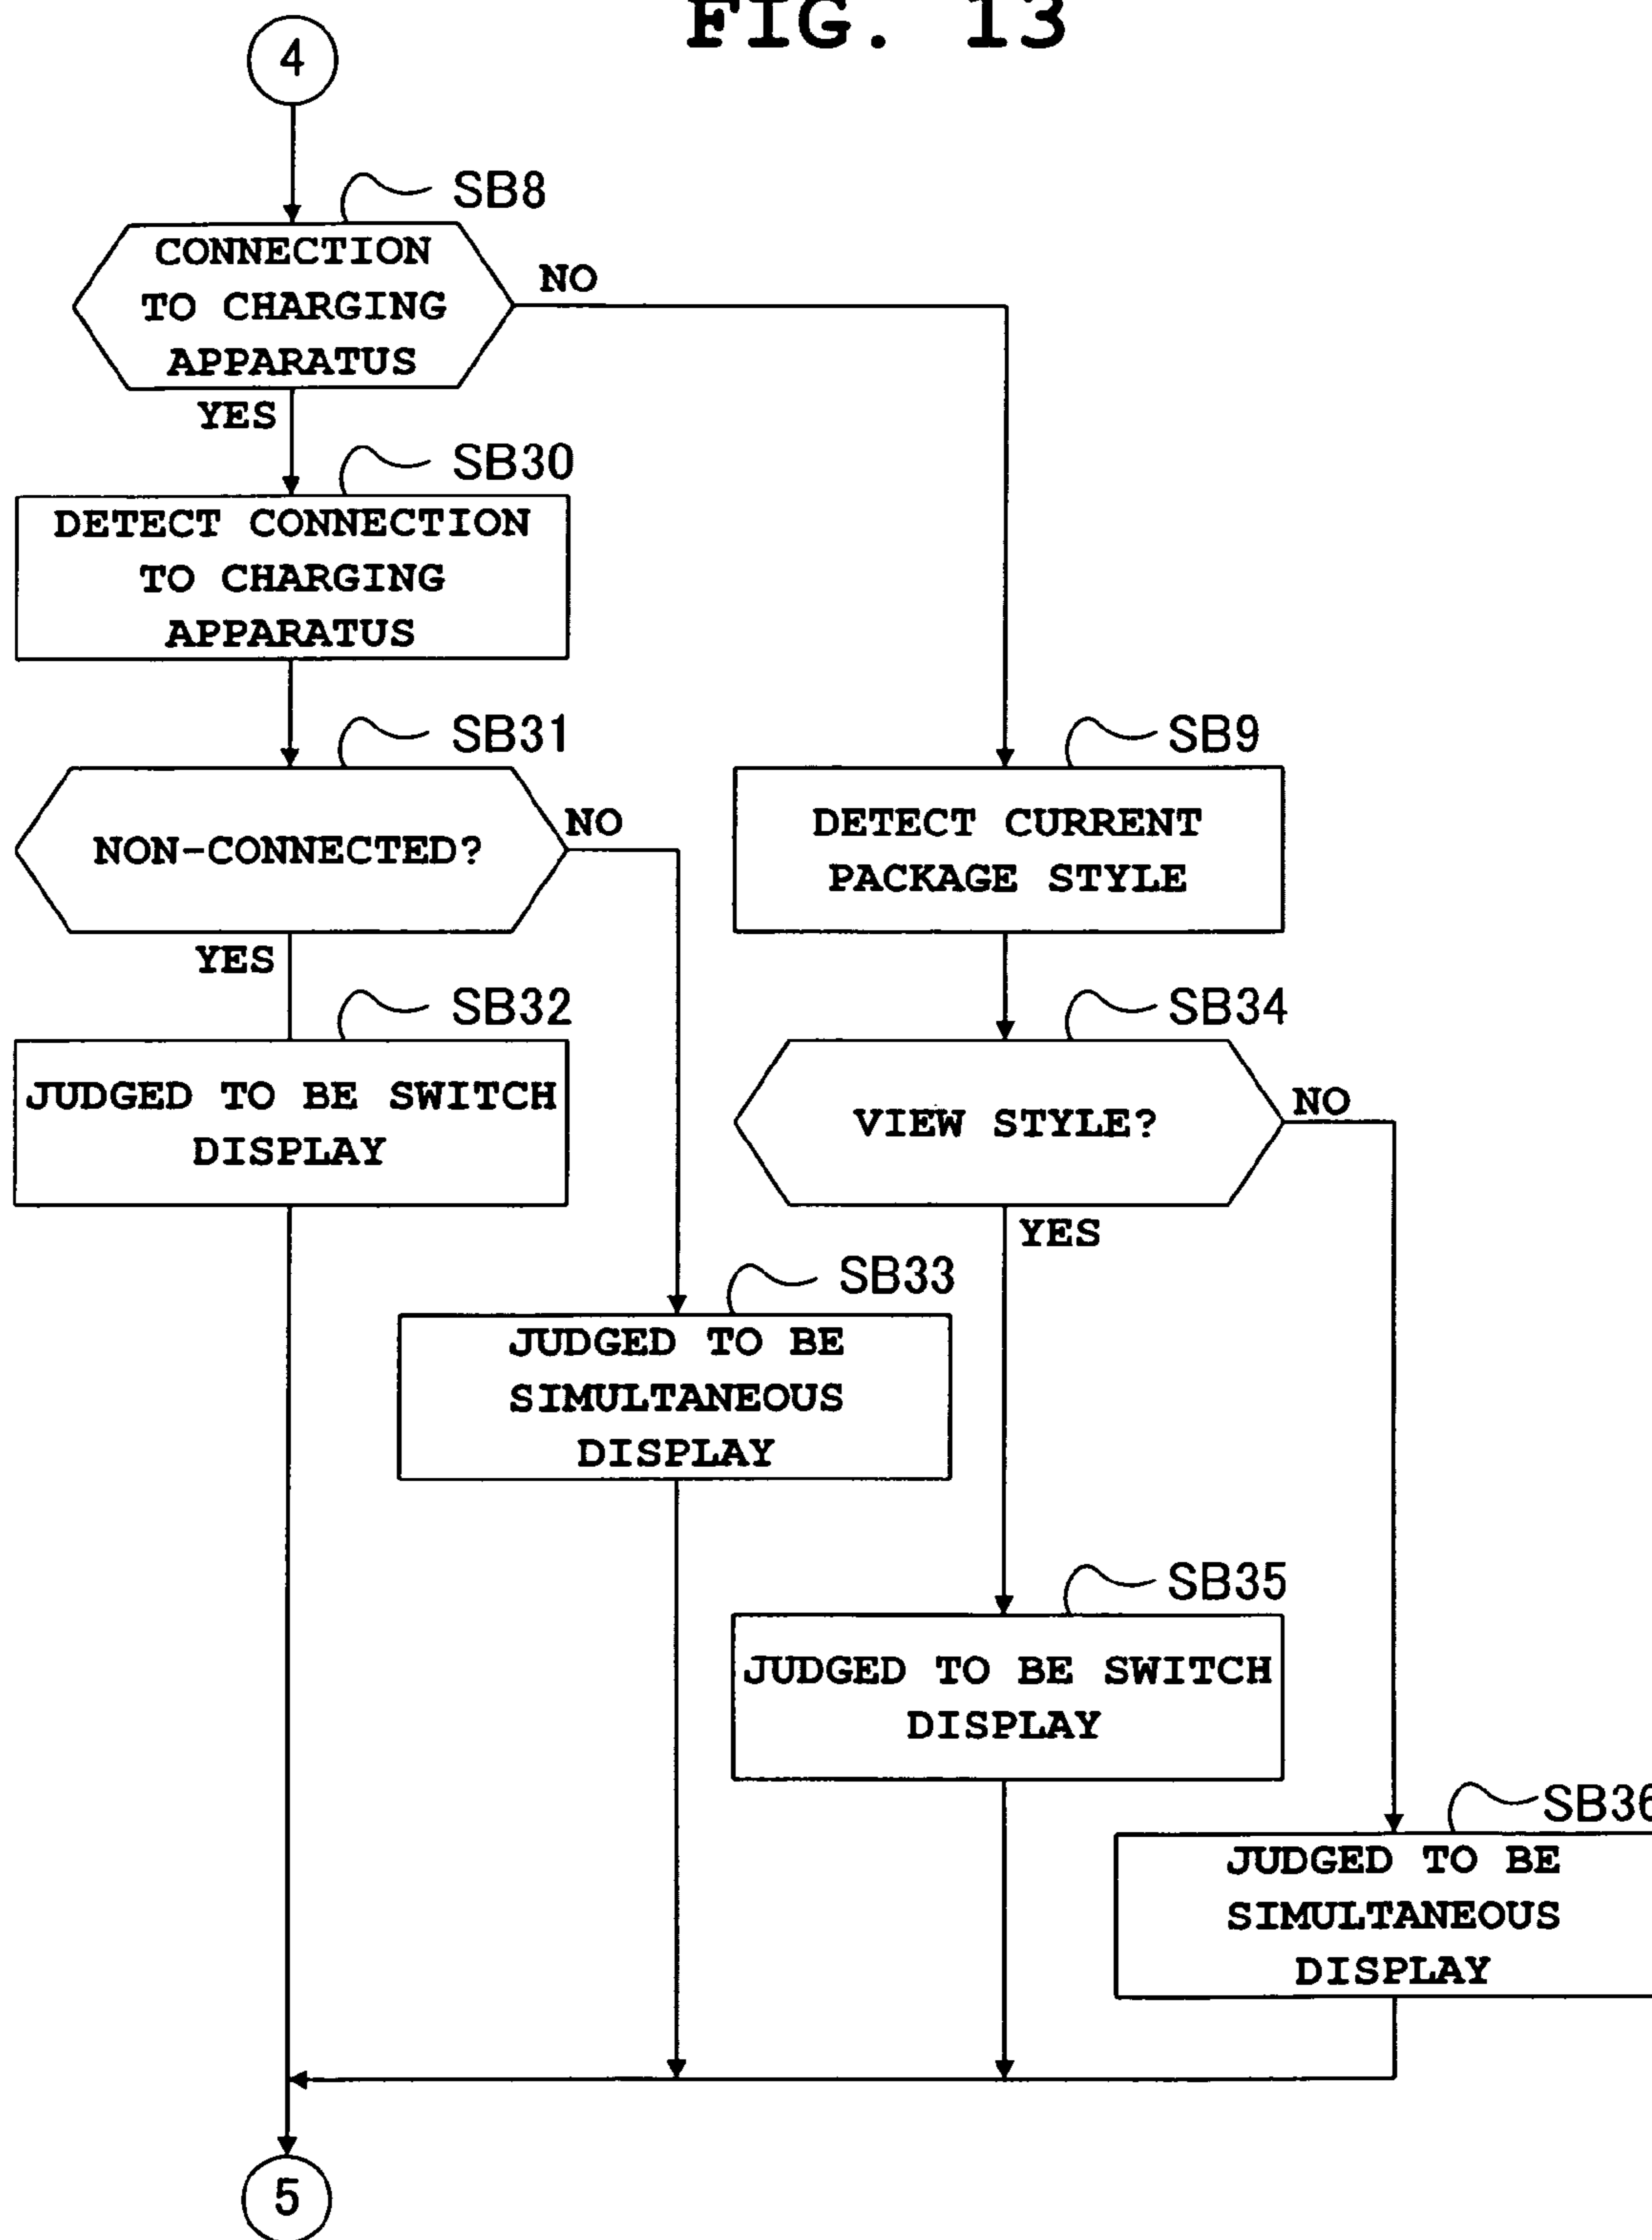 FIG. 13
4
SB8
CONNECTION
TO CHARGING
APPARATUS
NO
YES
SB30
DETECT CONNECTION
TO CHARGING
APPARATUS
SB31
NON-CONNECTED?
NO
YES
SB9
DETECT CURRENT
PACKAGE STYLE
SB32
JUDGED TO BE SWITCH
DISPLAY
SB34
VIEW STYLE?
NO
YES
SB33
JUDGED TO BE
SIMULTANEOUS
DISPLAY
SB35
JUDGED TO BE SWITCH
DISPLAY
SB36
JUDGED TO BE
SIMULTANEOUS
DISPLAY
5